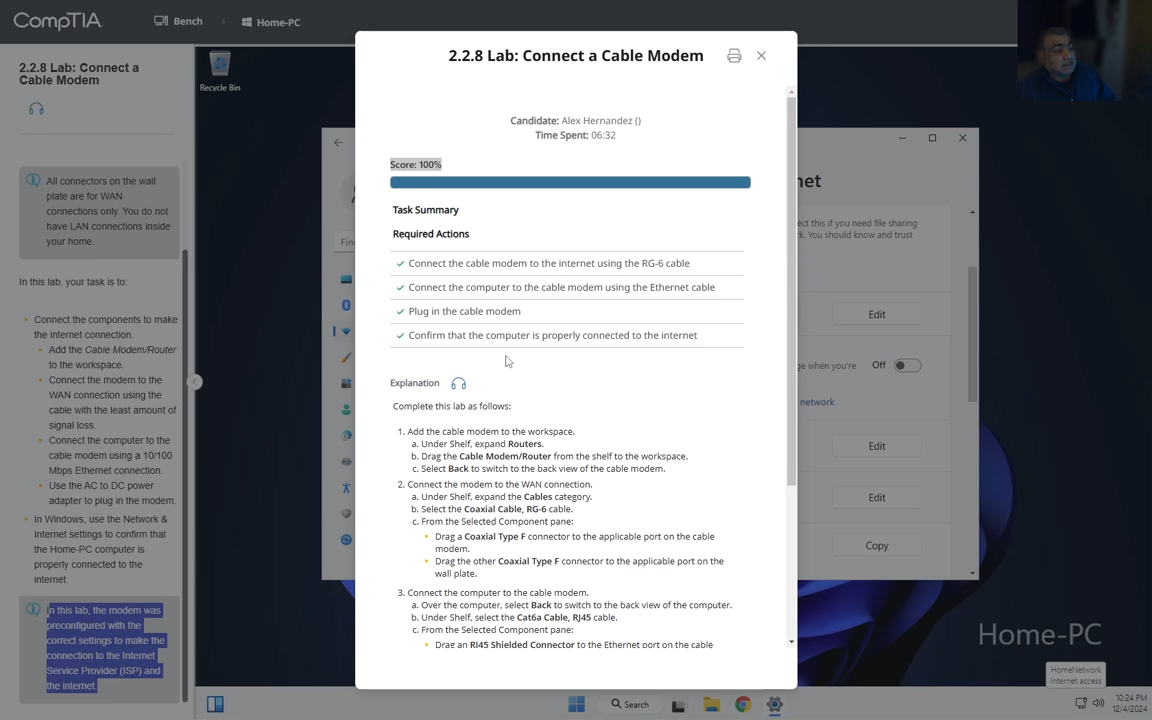 CompTIA.
Bench
Home-PC
2.2.8 Lab: Connect a
Cable Modem
All connectors on the wall
plate are for WAN
connections only. You do not
have LAN connections inside
your home.
In this lab, your task is to:
Connect the components to make
the internet connection.
Add the Cable Modem/Router
to the workspace.
Connect the modem to the
WAN connection using the
cable with the least amount of
signal loss.
Connect the computer to the
cable modem using a 10/100
Mbps Ethernet connection.
Use the AC to DC power
adapter to plug in the modem.
In Windows, use the Network &
Internet settings to confirm that
the Home-PC computer is
properly connected to the
internet.
In this lab, the modem was
preconfigured with the
correct settings to make the
connection to the Internet
Service Provider (ISP) and
the internet.
Recycle Bin
2.2.8 Lab: Connect a Cable Modem
Candidate: Alex Hernandez ()
Time Spent: 06:32
Score: 100%
Task Summary
Required Actions
Connect the cable modem to the internet using the RG-6 cable
Connect the computer to the cable modem using the Ethernet cable
Plug in the cable modem
Confirm that the computer is properly connected to the internet
Explanation
Complete this lab as follows:
1. Add the cable modem to the workspace.
a. Under Shelf, expand Routers.
b. Drag the Cable Modem/Router from the shelf to the workspace.
c. Select Back to switch to the back view of the cable modem.
2. Connect the modem to the WAN connection.
a. Under Shelf, expand the Cables category.
b. Select the Coaxial Cable, RG-6 cable.
c. From the Selected Component pane:
Drag a Coaxial Type F connector to the applicable port on the cable
modem.
Drag the other Coaxial Type F connector to the applicable port on the
wall plate.
3. Connect the computer to the cable modem.
a. Over the computer, select Back to switch to the back view of the computer.
b. Under Shelf, select the Cat6a Cable, RJ45 cable.
c. From the Selected Component pane:
Drag an RJ45 Shielded Connector to the Ethernet port on the cable
Find
net
ect this if you need file sharing
k. You should know and trust
Edit
ge when you're
Off
network
Edit
Edit
Copy
Home-PC
HomeNetwork
Internet access
Search
10:24 PM
12/4/2024